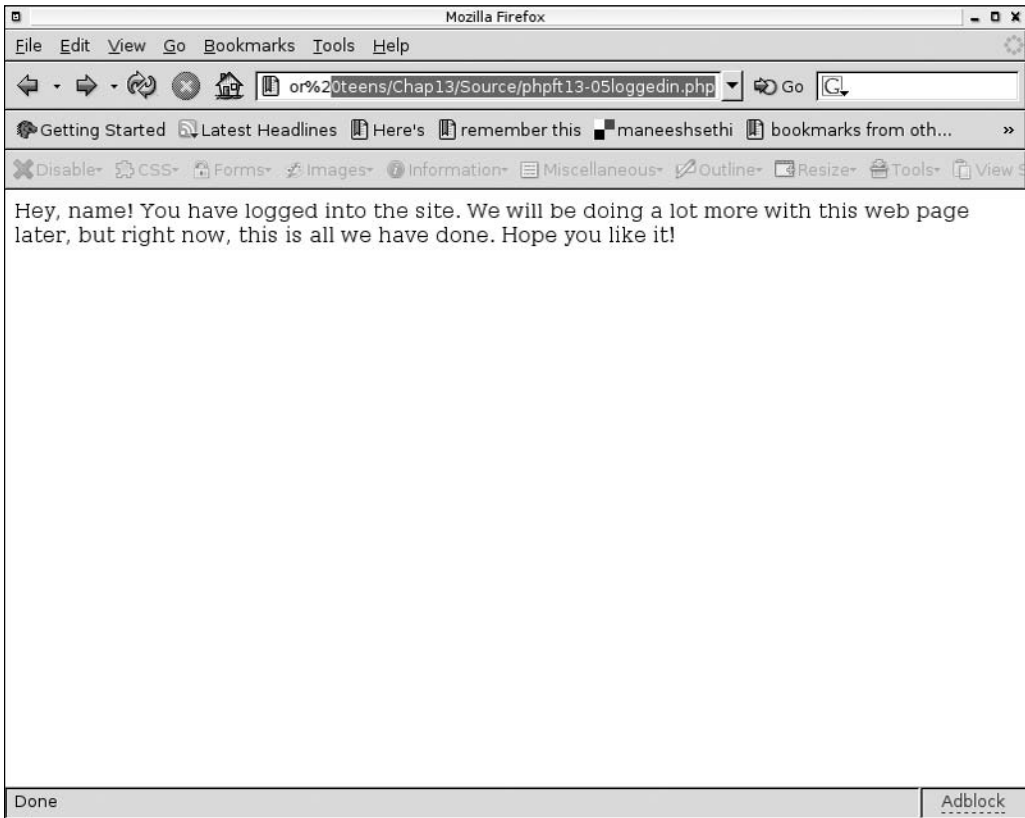 Mozilla Firefox
File Edit View Go Bookmarks Tools Help
or%20teens/Chap13/Source/phpft13-05loggedin.php Go G
Getting Started Latest Headlines Here's remember this maneeshsethi bookmarks from oth... »
Disable CSS Forms Images Information Miscellaneous Outline Resize Tools View S
Hey, name! You have logged into the site. We will be doing a lot more with this web page
later, but right now, this is all we have done. Hope you like it!
Done Adblock